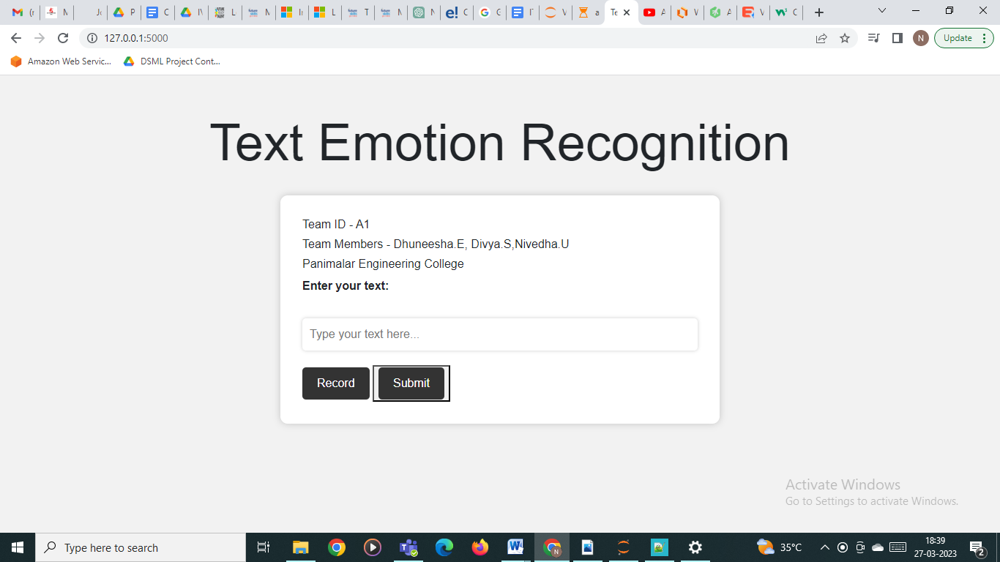 Update
N
127.0.0.1:5000
Amazon Web Servic... DSML Project Cont...
Text Emotion Recognition
Team ID - A1
Team Members - Dhuneesha.E, Divya.S,Nivedha.U
Panimalar Engineering College
Enter your text:
Type your text here...
Record Submit
Activate Windows
Go to Settings to activate Windows.
Type here to search
35°C
18:39
27-03-2023
2